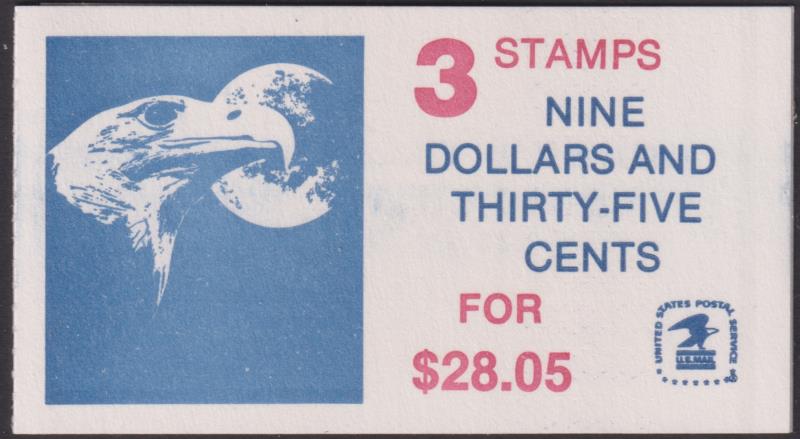 3 STAMPS
NINE
DOLLARS AND
THIRTY-FIVE
CENTS
FOR
$28.05
UNITED STATES POSTAL SERVICE
U.S.MAIL